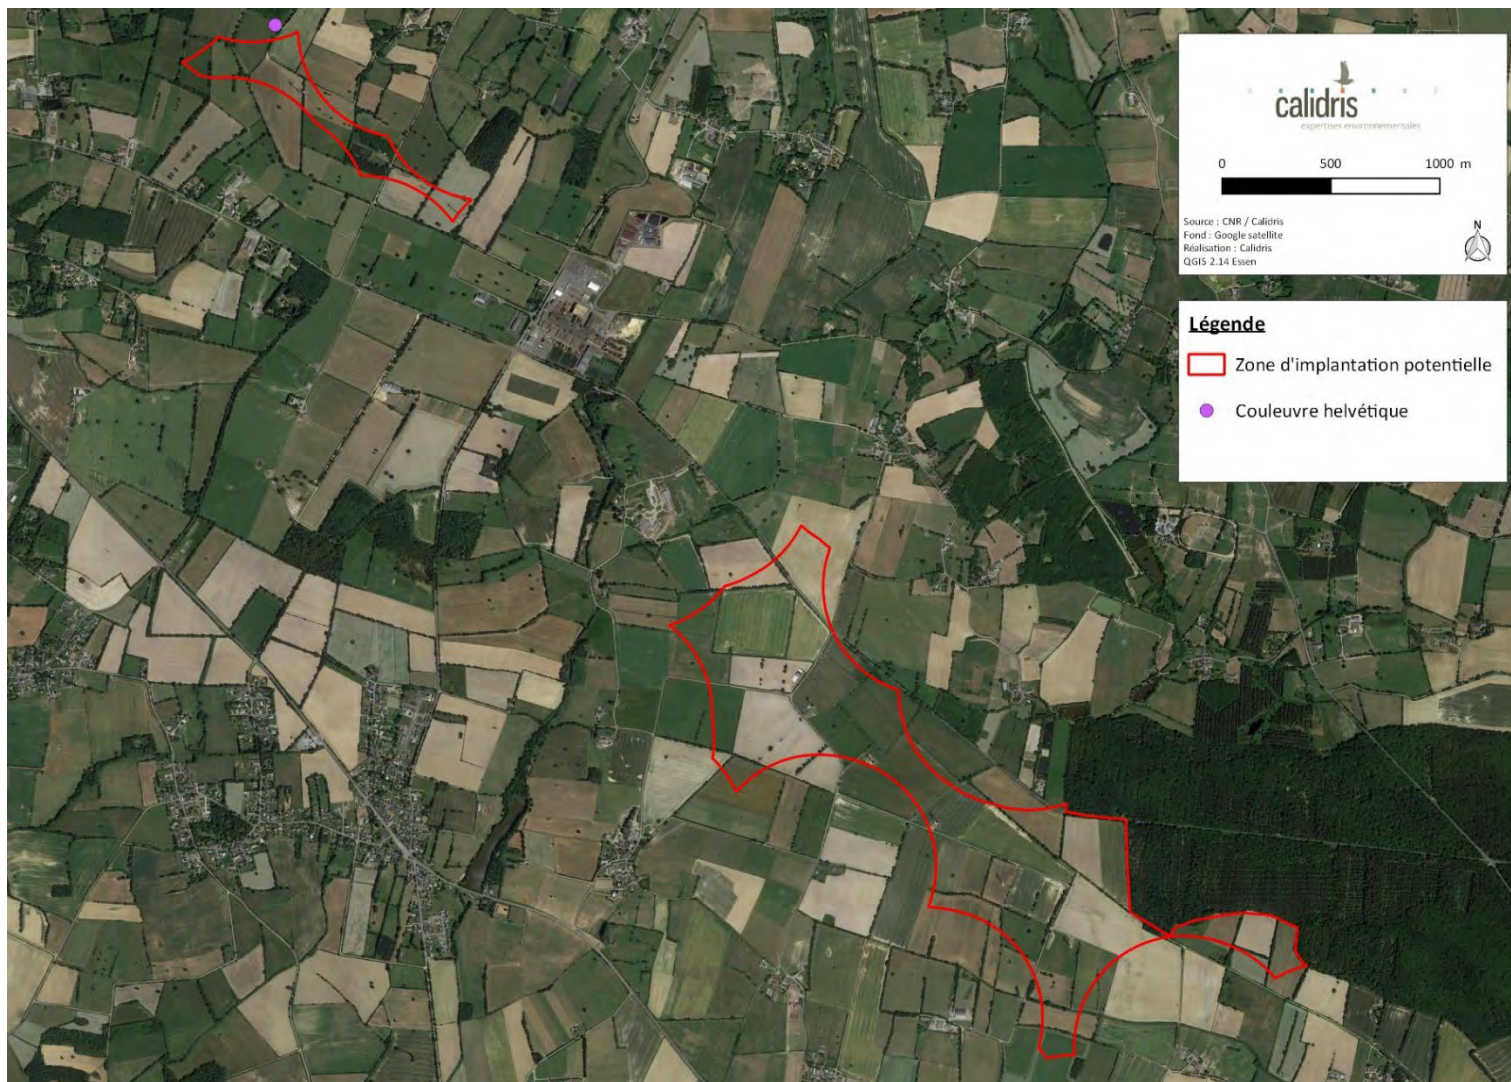 calidris
expertises environnementales
0 500 1000 m
Source : CNR / Calidris
Fond : Google satellite
Réalisation : Calidris
QGIS 2.14 Essen
N
Légende
Zone d'implantation potentielle
Couleuvre helvétique